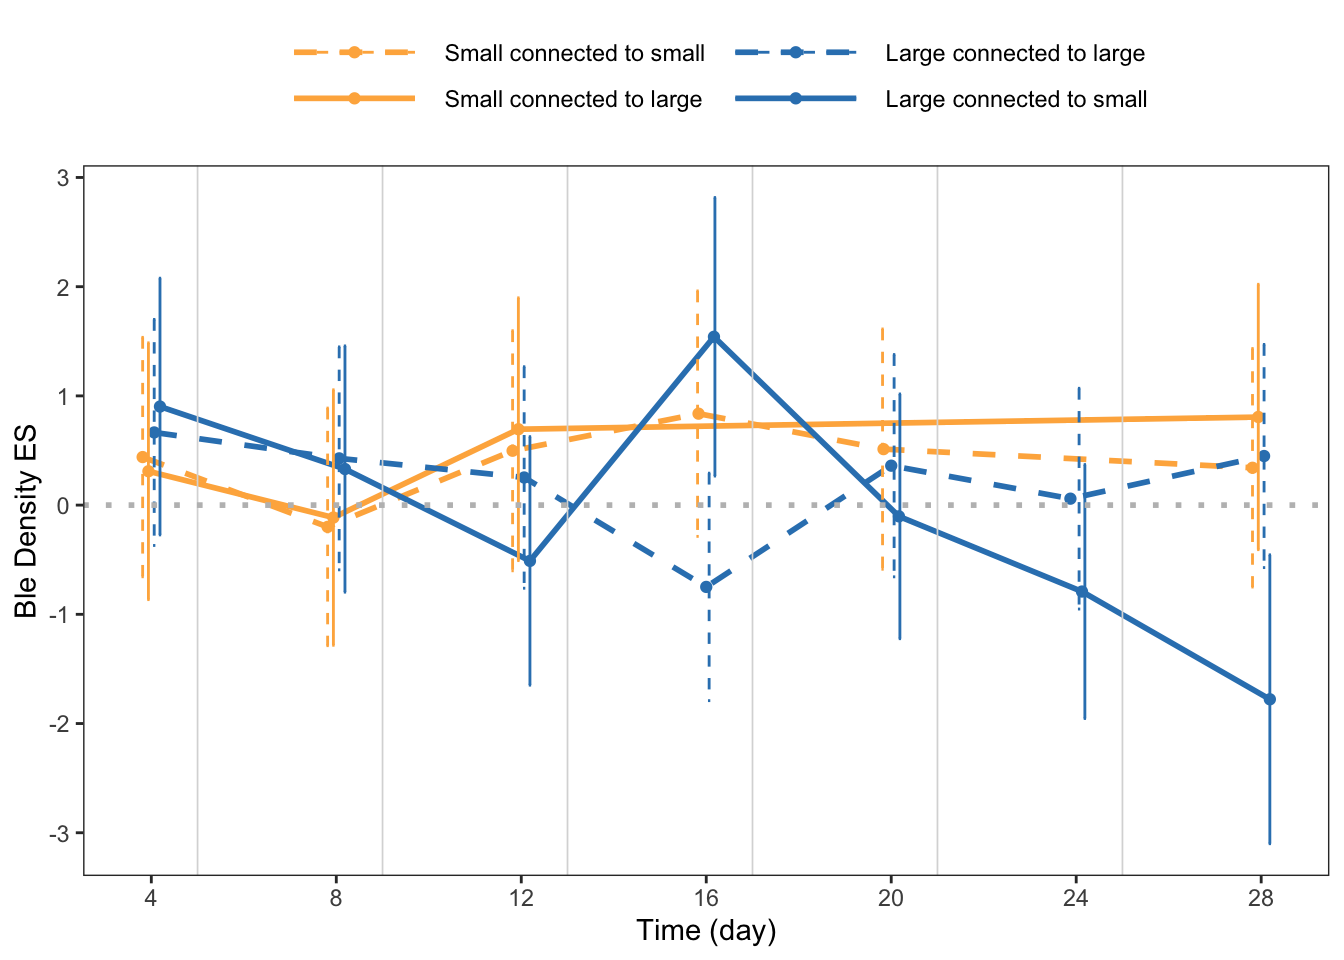 Small connected to small
Large connected to large
Small connected to large
Large connected to small
Ble Density ES
3
2
1
0
-1
-2
-3
4 8 12 16 20 24 28
Time (day)